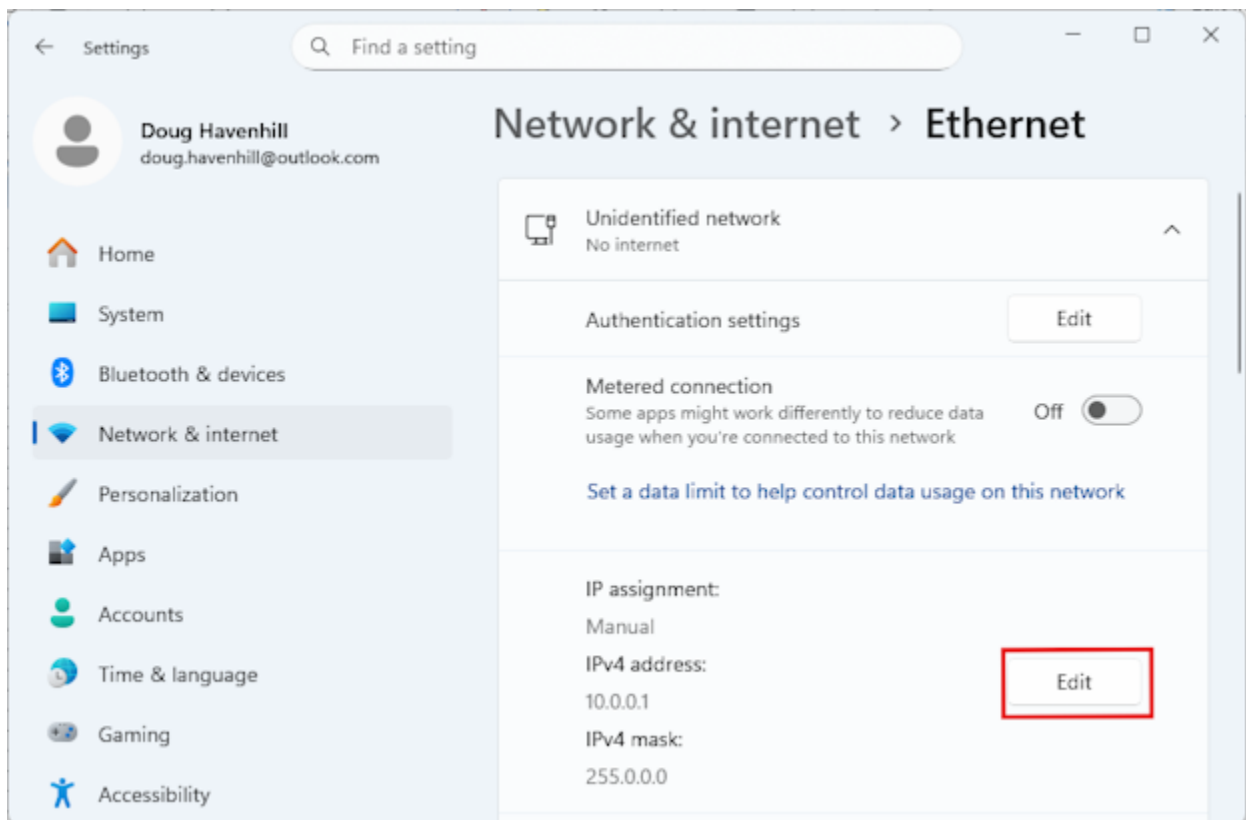 Settings
Find a setting
Doug Havenhill
doug.havenhill@outlook.com
Home
System
Bluetooth & devices
Network & internet
Personalization
Apps
Accounts
Time & language
Gaming
Accessibility
Network & internet > Ethernet
Unidentified network
No internet
Authentication settings
Edit
Metered connection
Some apps might work differently to reduce data
usage when you're connected to this network
Off
Set a data limit to help control data usage on this network
IP assignment:
Manual
IPv4 address:
10.0.0.1
IPv4 mask:
255.0.0.0
Edit